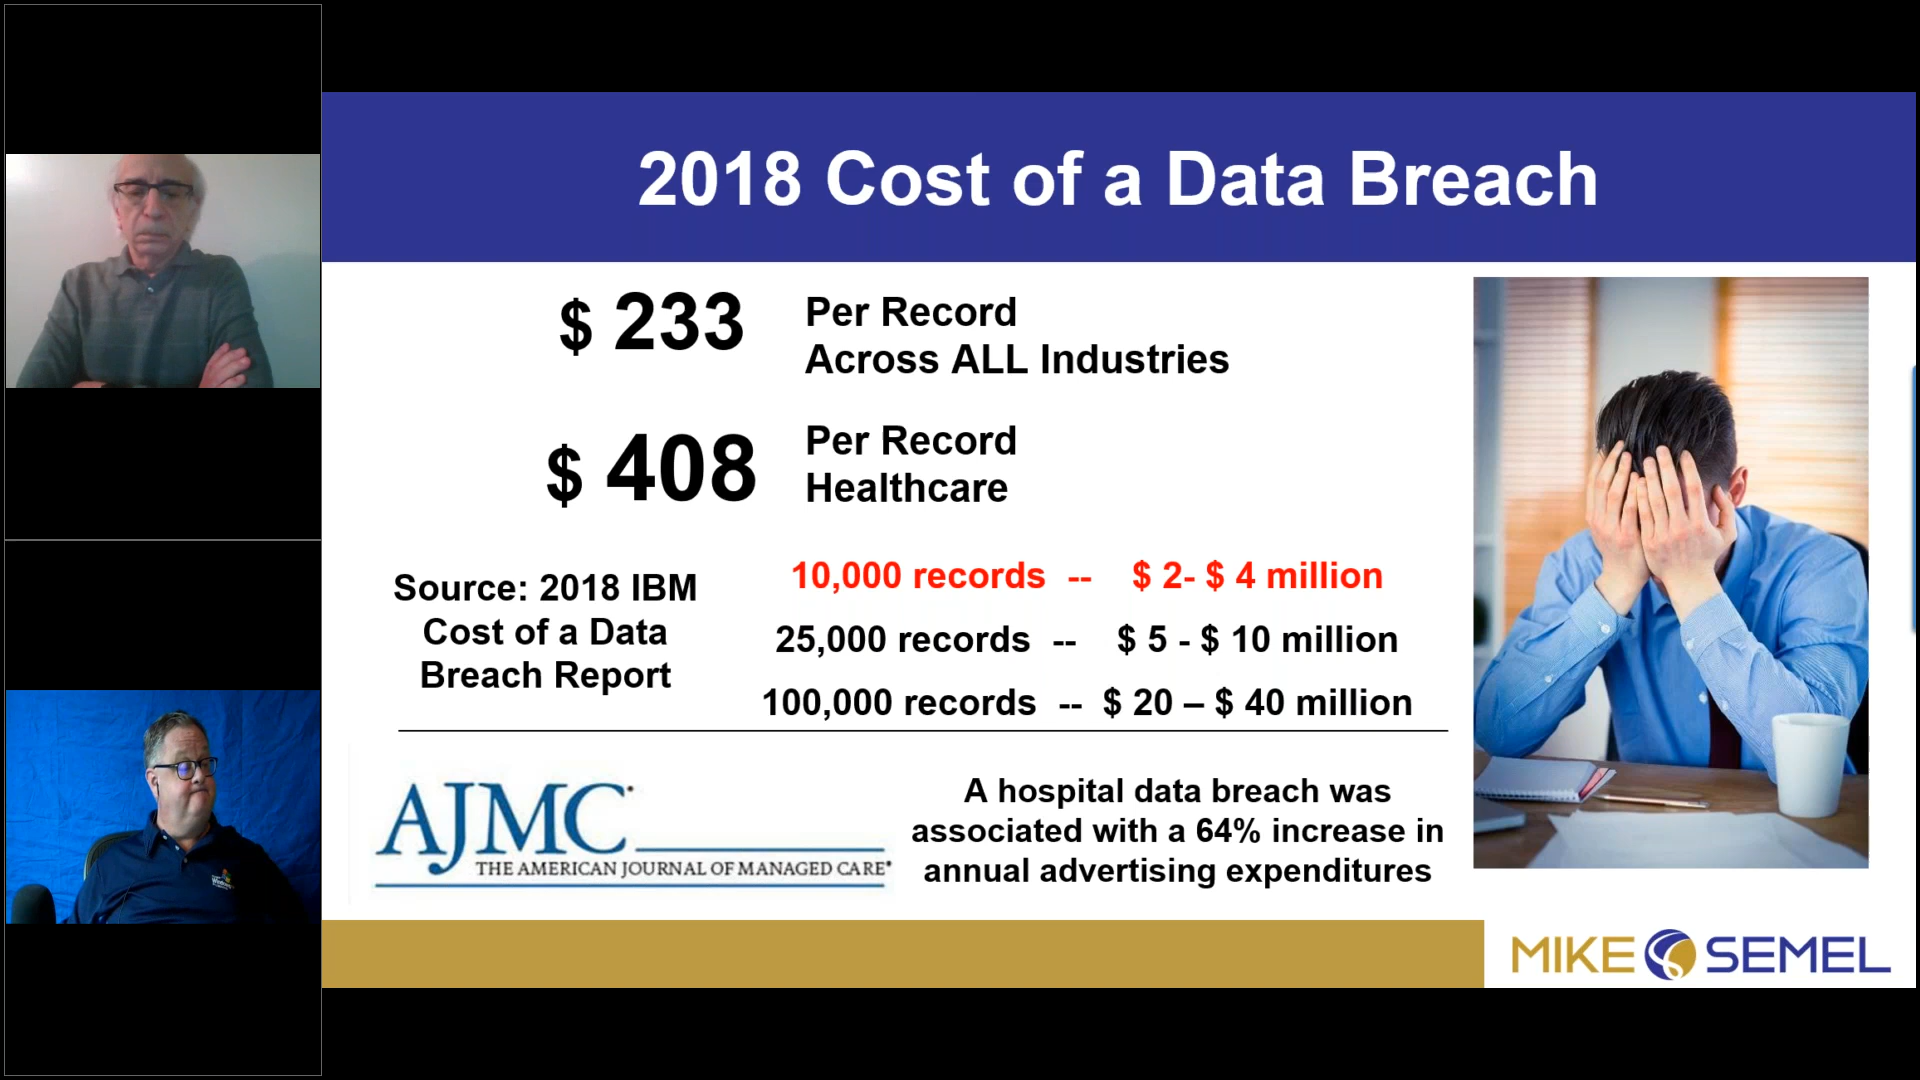 2018 Cost of a Data Breach
$ 233
Per Record
Across ALL Industries
$ 408
Per Record
Healthcare
Source: 2018 IBM
Cost of a Data
Breach Report
10,000 records -- $ 2- $ 4 million
25,000 records -- $ 5 - $ 10 million
100,000 records -- $ 20 – $ 40 million
AJMC
THE AMERICAN JOURNAL OF MANAGED CARE
A hospital data breach was
associated with a 64% increase in
annual advertising expenditures
MIKE SEMEL